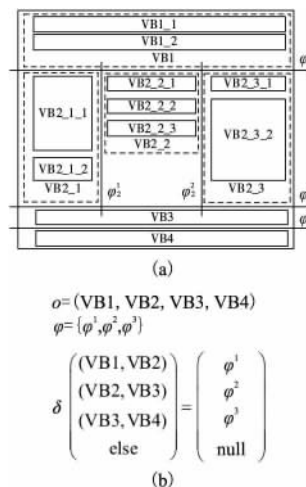 VB1_1
VB1_2
VB1
φ
VB2_1_1
VB2_1_2
VB2_1
VB2_2_1
VB2_2_2
VB2_2_3
VB2_2
VB2_3_1
VB2_3_2
VB2_3
φ₂¹
φ₂²
φ
VB3
φ
VB4
(a)
o=(VB1, VB2, VB3, VB4)
φ={φ¹,φ²,φ³}
δ
(VB1, VB2)
(VB2, VB3)
(VB3, VB4)
else
=
φ¹
φ²
φ³
null
(b)